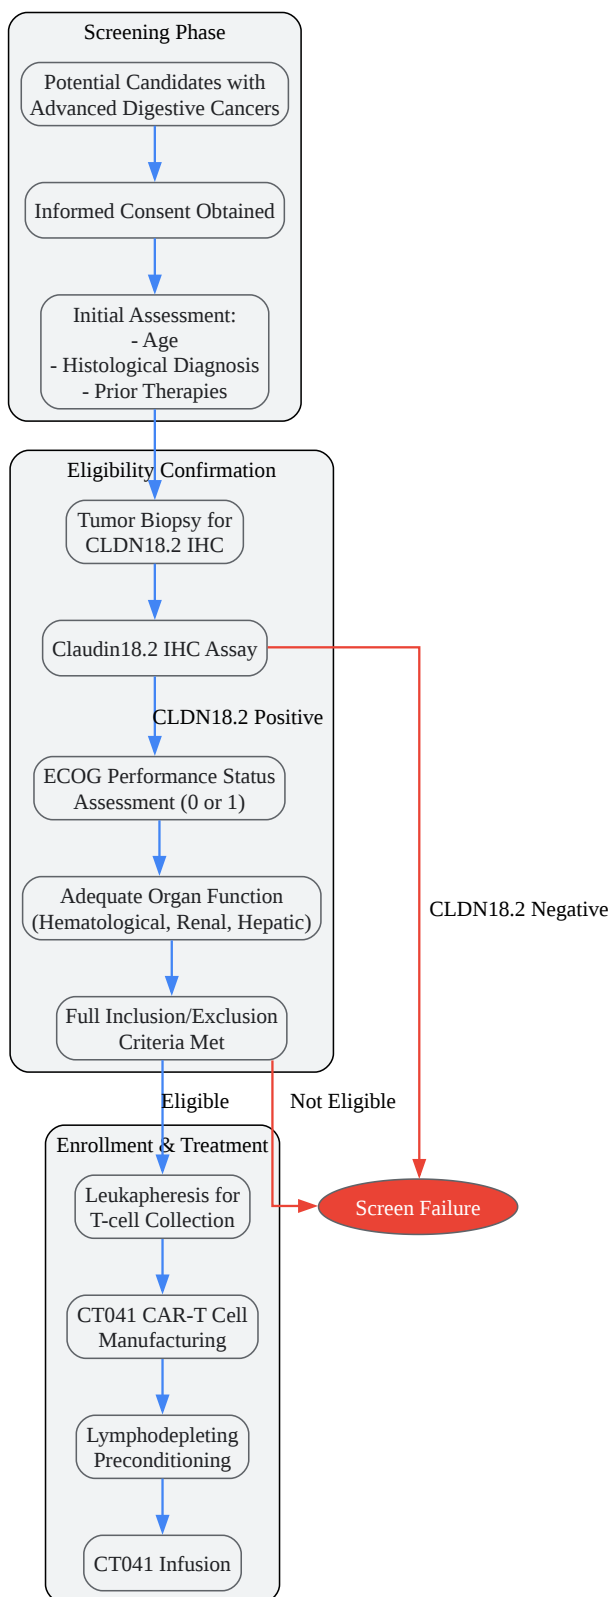 Screening Phase
Potential Candidates with
Advanced Digestive Cancers
Informed Consent Obtained
Initial Assessment:
- Age
- Histological Diagnosis
- Prior Therapies
Eligibility Confirmation
Tumor Biopsy for
CLDN18.2 IHC
Claudin18.2 IHC Assay
CLDN18.2 Positive
ECOG Performance Status
Assessment (0 or 1)
Adequate Organ Function
(Hematological, Renal, Hepatic)
CLDN18.2 Negative
Full Inclusion/Exclusion
Criteria Met
Eligible
Not Eligible
Enrollment & Treatment
Leukapheresis for
T-cell Collection
Screen Failure
CT041 CAR-T Cell
Manufacturing
Lymphodepleting
Preconditioning
CT041 Infusion